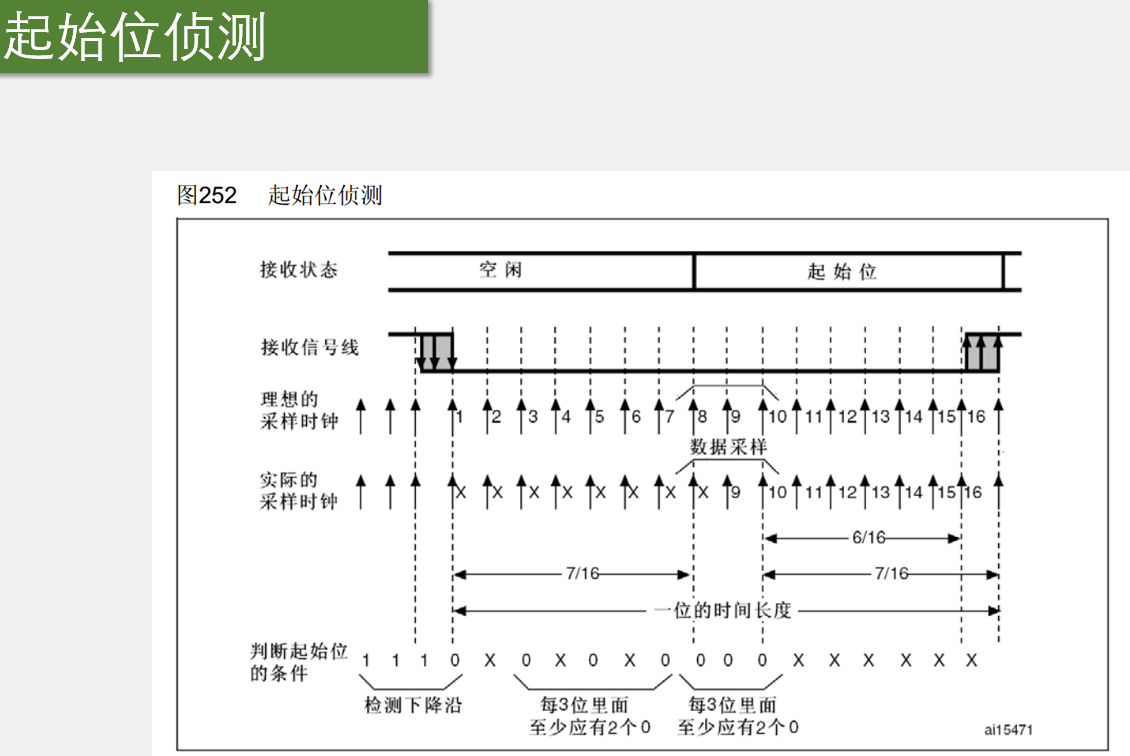 起始位侦测
图252 起始位侦测
接收状态 空闲 起始位
接收信号线
理想的
采样时钟 1 2 3 4 5 6 7 8 9 10 11 12 13 14 15 16
数据采样
实际的
采样时钟 X X X X X X X X 9 10 11 12 13 14 15 16
6/16
7/16 7/16
一位的时间长度
判断起始位
的条件 1 1 1 0 X 0 X 0 X 0 0 0 0 X X X X X X
检测下降沿 每3位里面 每3位里面
至少应有2个0 至少应有2个0
ai15471